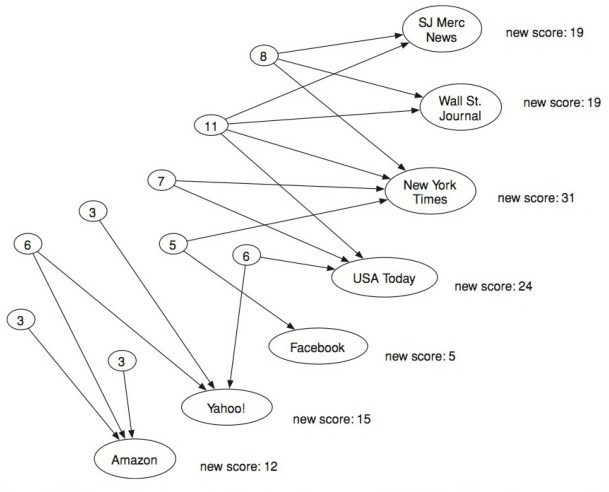 SJ Merc
News
new score: 19
8
Wall St.
Journal
new score: 19
11
7
New York
Times
new score: 31
3
5
6
6
USA Today
new score: 24
3
Facebook
new score: 5
3
Yahoo!
new score: 15
Amazon
new score: 12